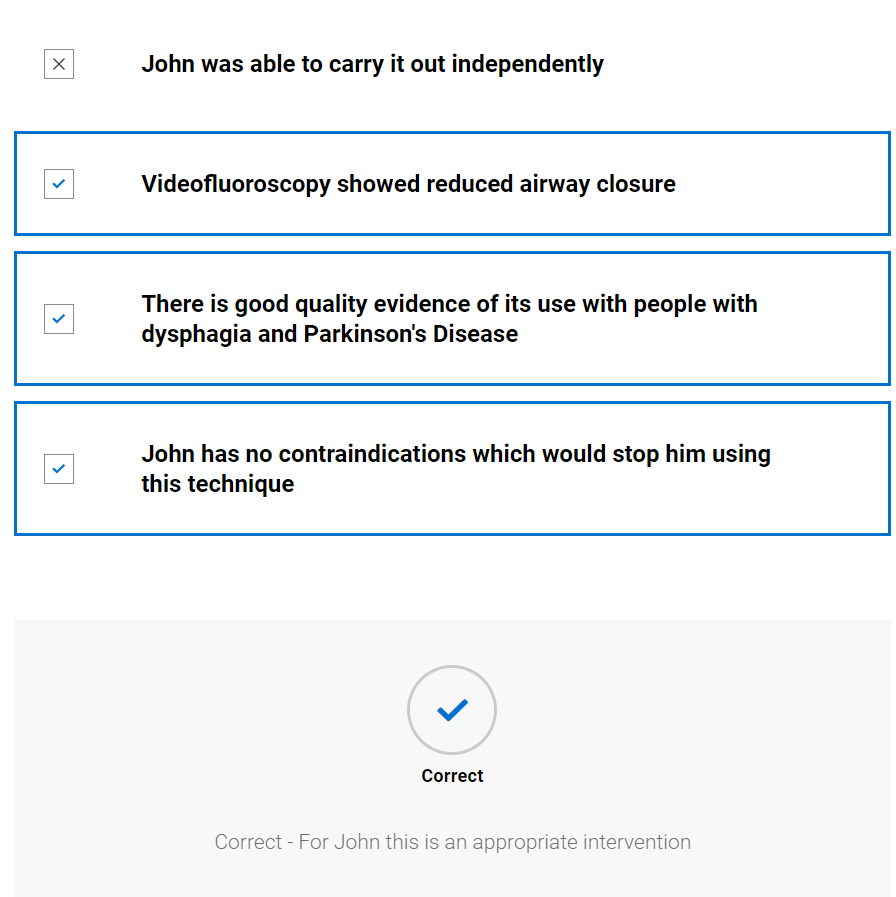 John was able to carry it out independently
Videofluoroscopy showed reduced airway closure
There is good quality evidence of its use with people with
dysphagia and Parkinson's Disease
John has no contraindications which would stop him using
this technique
Correct
Correct - For John this is an appropriate intervention